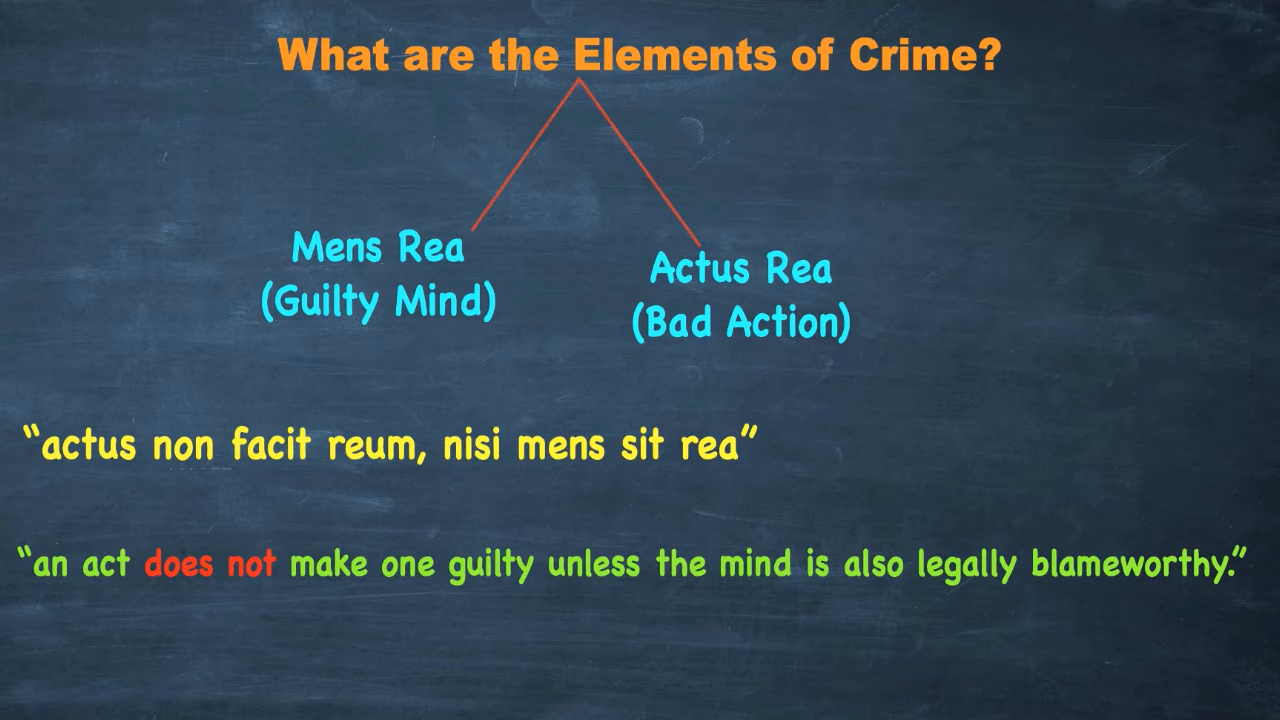 What are the Elements of Crime?
Mens Rea
(Guilty Mind)
Actus Rea
(Bad Action)
“actus non facit reum, nisi mens sit rea”
“an act does not make one guilty unless the mind is also legally blameworthy.”